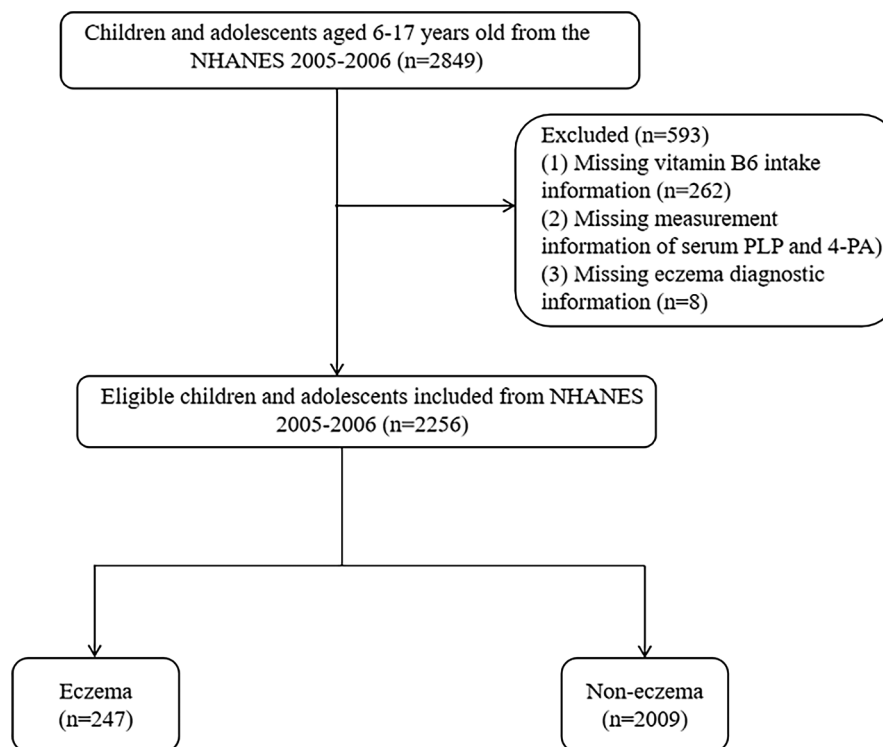 Children and adolescents aged 6-17 years old from the
NHANES 2005-2006 (n=2849)
Excluded (n=593)
(1) Missing vitamin B6 intake
information (n=262)
(2) Missing measurement
information of serum PLP and 4-PA)
(3) Missing eczema diagnostic
information (n=8)
Eligible children and adolescents included from NHANES
2005-2006 (n=2256)
Eczema
(n=247)
Non-eczema
(n=2009)